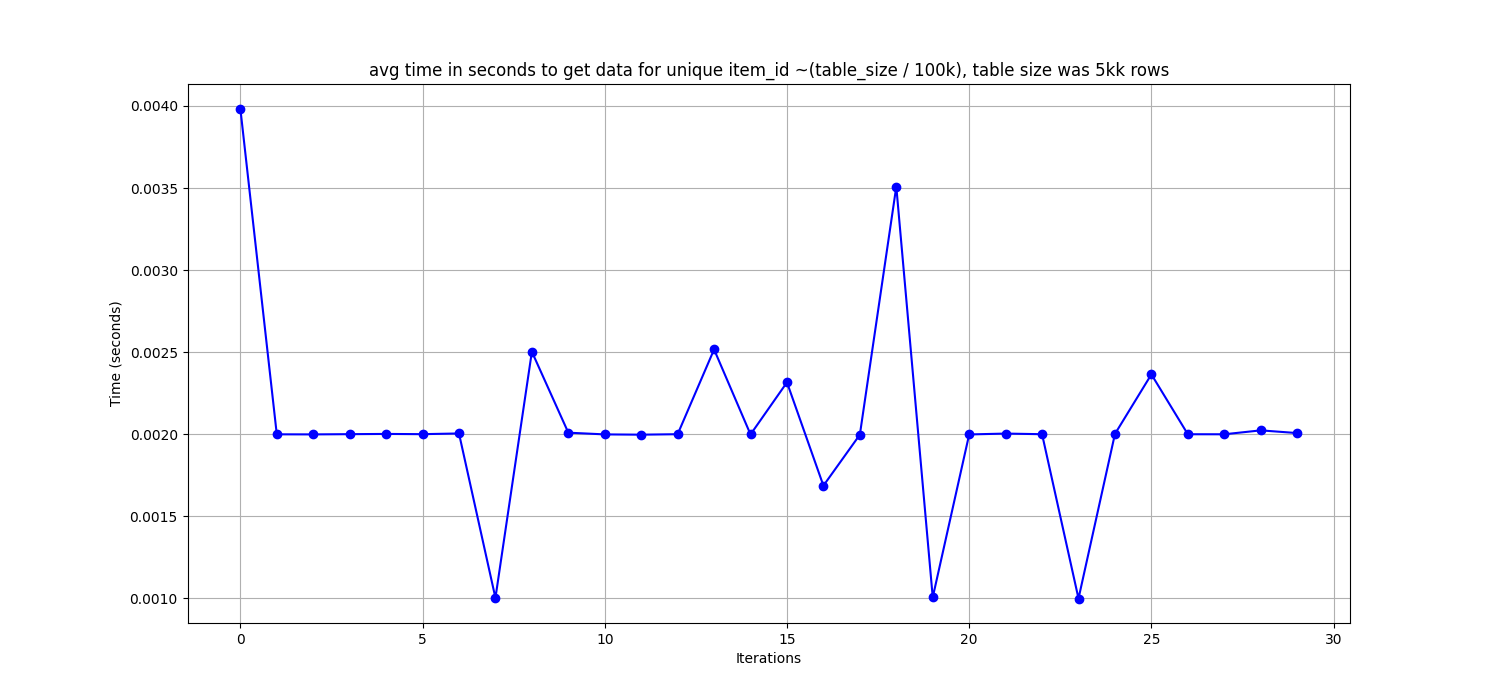 avg time in seconds to get data for unique item_id ~(table_size / 100k), table size was 5kk rows
0.0040
0.0035
0.0030
0.0025
0.0020
0.0015
0.0010
Time (seconds)
0 5 10 15 20 25 30
Iterations